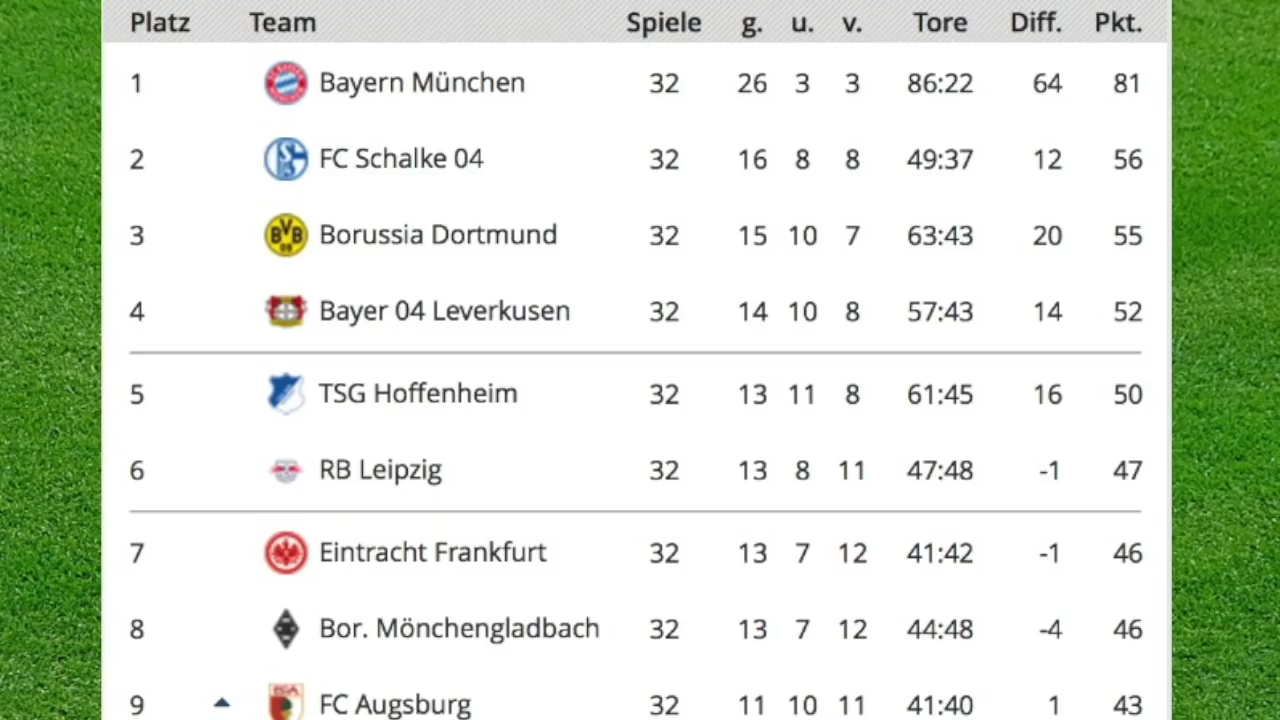 Platz Team Spiele g. u. v. Tore Diff. Pkt.
1 Bayern München 32 26 3 3 86:22 64 81
2 FC Schalke 04 32 16 8 8 49:37 12 56
3 BVB 09 Borussia Dortmund 32 15 10 7 63:43 20 55
4 Bayer 04 Leverkusen 32 14 10 8 57:43 14 52
5 TSG Hoffenheim 32 13 11 8 61:45 16 50
6 RB Leipzig 32 13 8 11 47:48 -1 47
7 Eintracht Frankfurt 32 13 7 12 41:42 -1 46
8 Bor. Mönchengladbach 32 13 7 12 44:48 -4 46
9 FC Augsburg 32 11 10 11 41:40 1 43